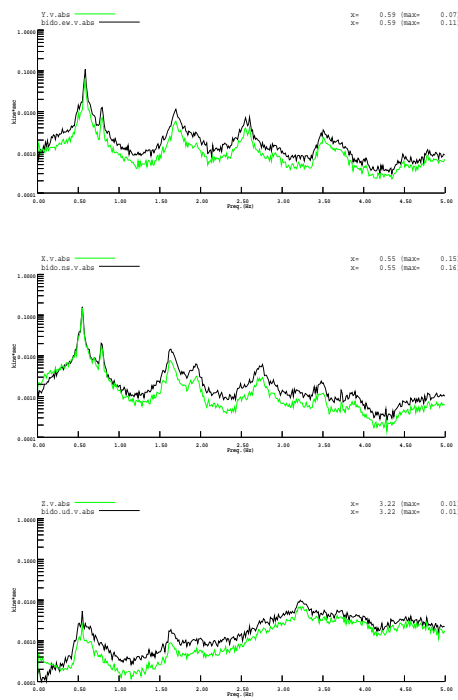 Y.v.abs x= 0.59 (max= 0.07
bido.ew.v.abs x= 0.59 (max= 0.11
1.0000
0.1000
kine*sec
0.0100
0.0010
0.0001
0.00 0.50 1.00 1.50 2.00 2.50 3.00 3.50 4.00 4.50 5.00
Freq.(Hz)
X.v.abs x= 0.55 (max= 0.15
bido.ns.v.abs x= 0.55 (max= 0.16
1.0000
0.1000
kine*sec
0.0100
0.0010
0.0001
0.00 0.50 1.00 1.50 2.00 2.50 3.00 3.50 4.00 4.50 5.00
Freq.(Hz)
Z.v.abs x= 3.22 (max= 0.01
bido.ud.v.abs x= 3.22 (max= 0.01
1.0000
0.1000
kine*sec
0.0100
0.0010
0.0001
0.00 0.50 1.00 1.50 2.00 2.50 3.00 3.50 4.00 4.50 5.00
Freq.(Hz)